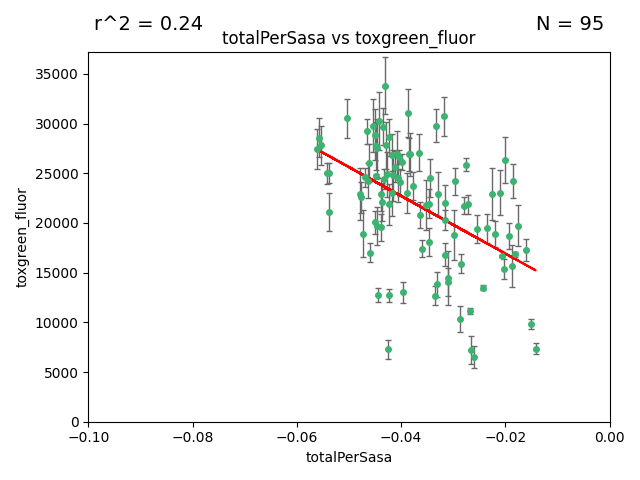 r^2 = 0.24
N = 95
totalPerSasa vs toxgreen_fluor
35000
30000
25000
20000
15000
10000
5000
0
toxgreen_fluor
−0.10
−0.08
−0.06
−0.04
−0.02
0.00
totalPerSasa